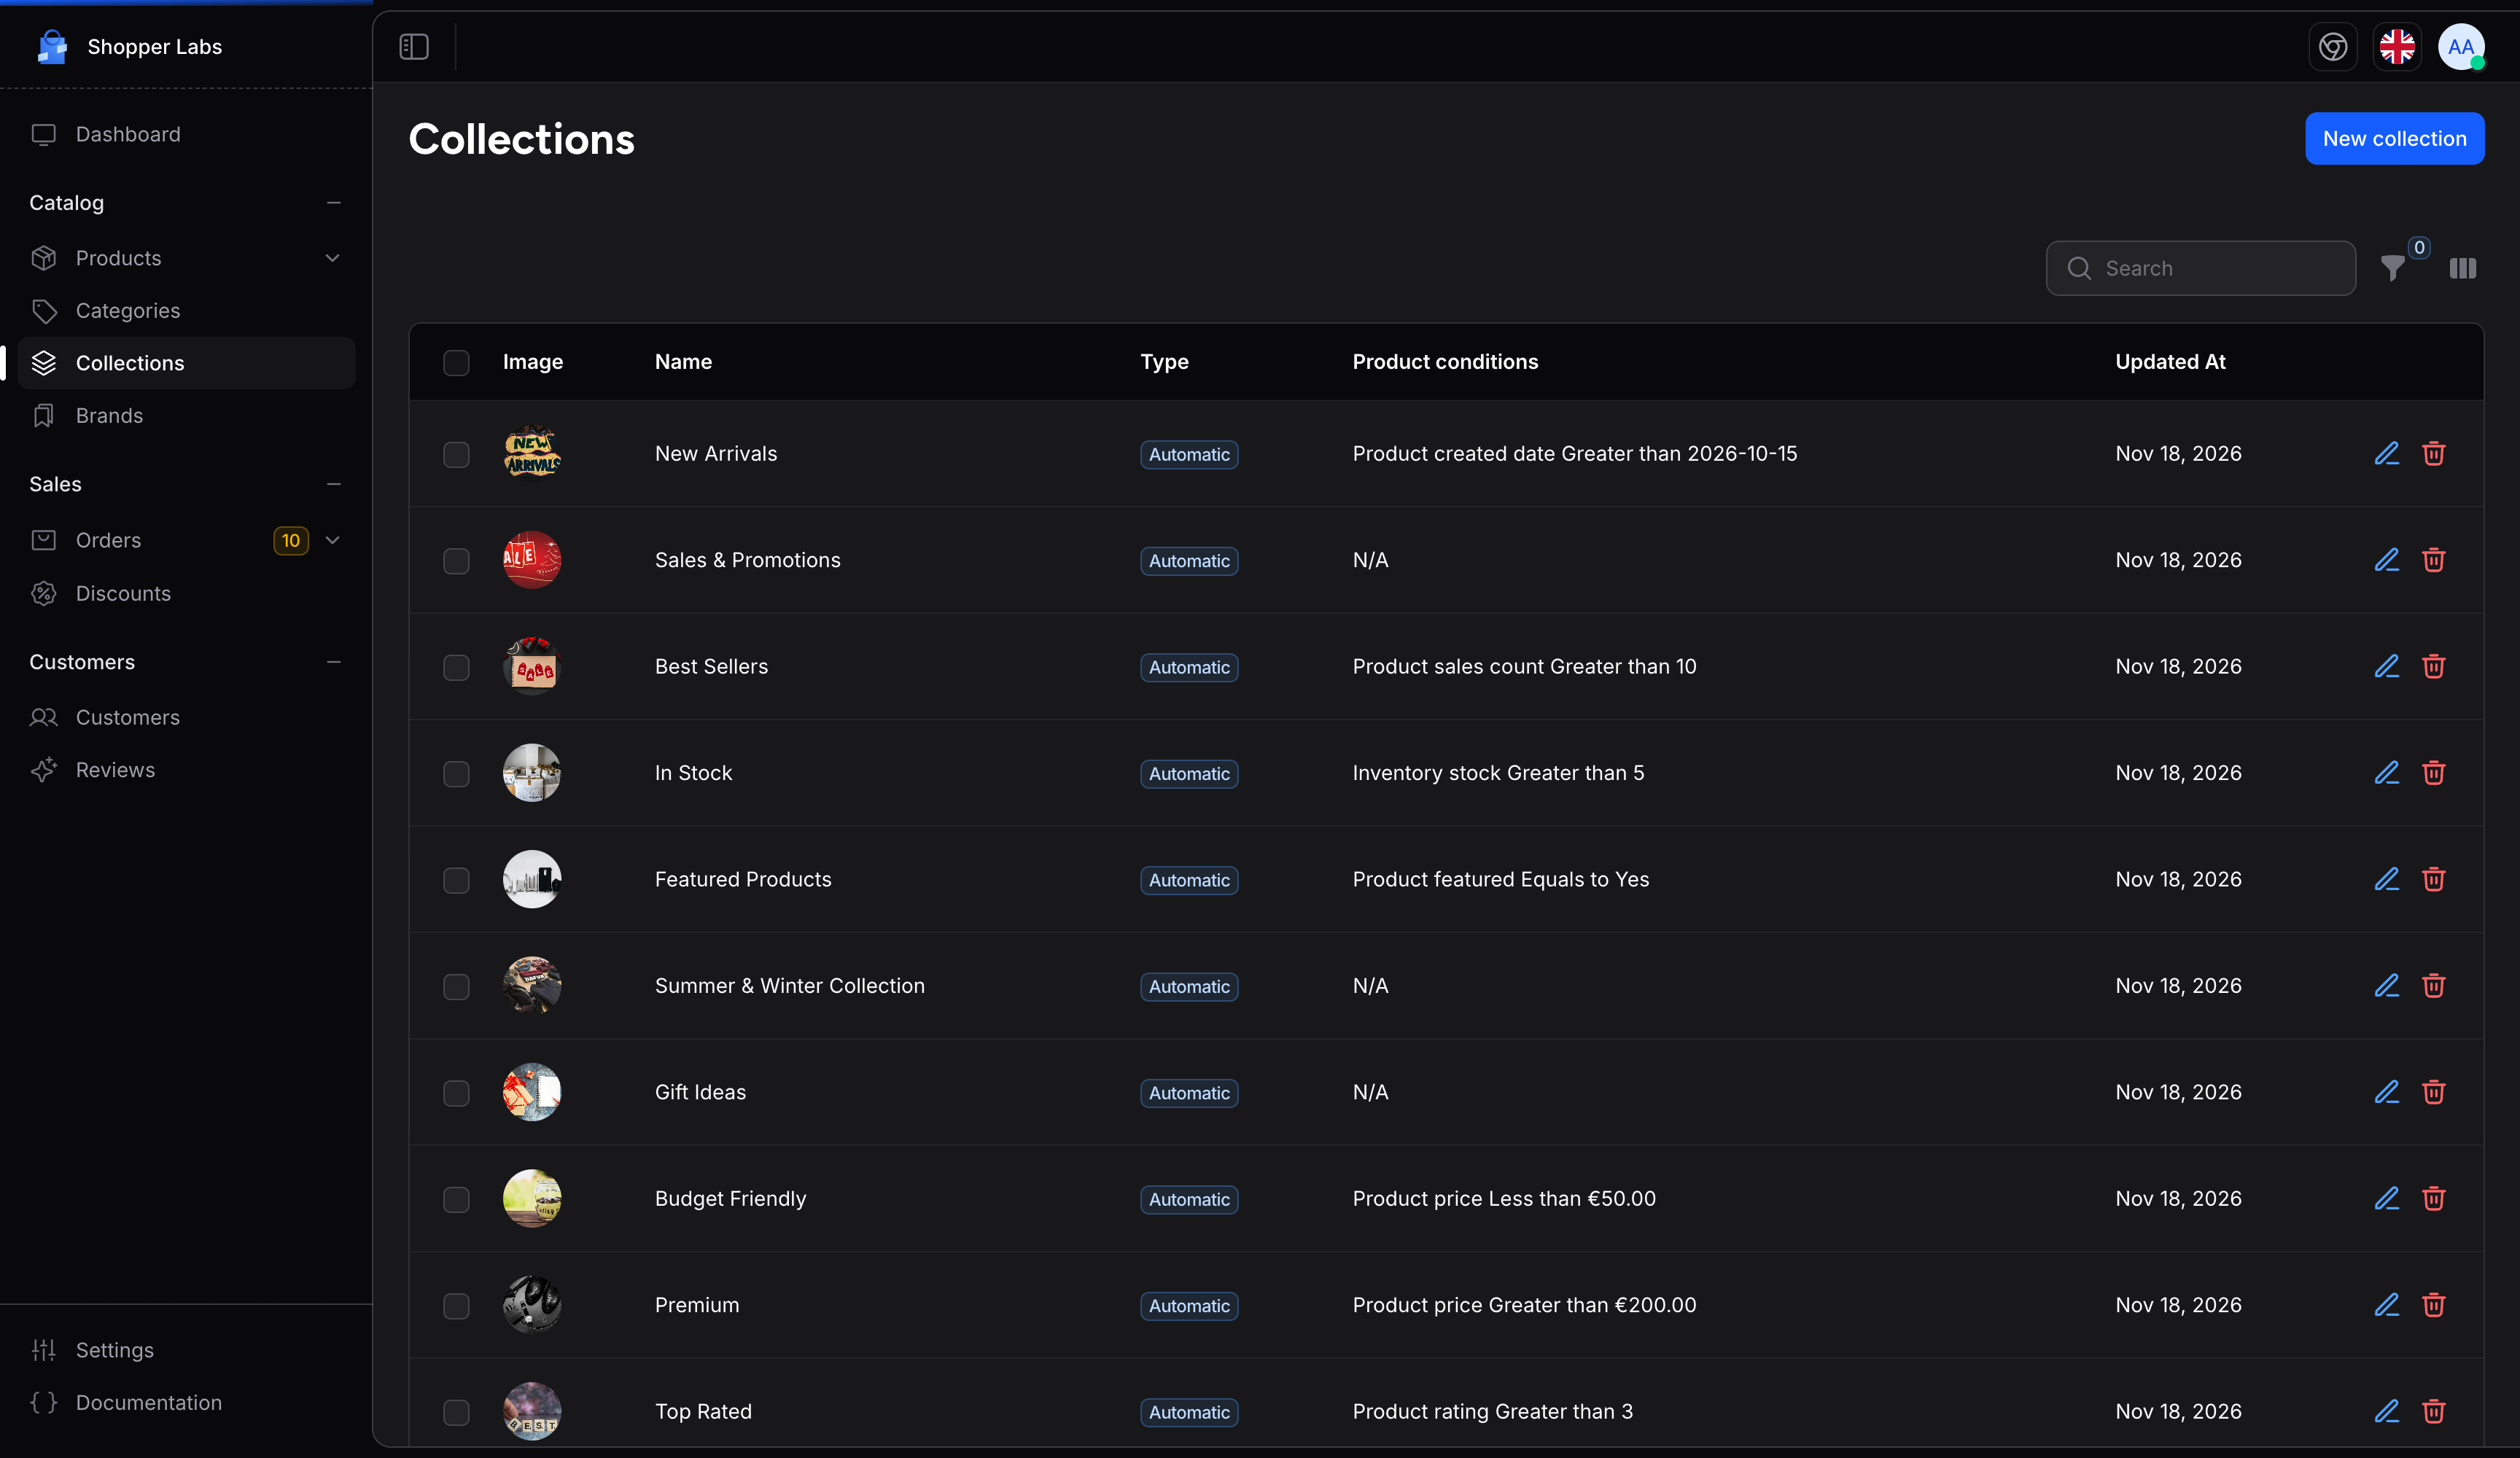 Shopper Labs
AA
Dashboard
Catalog
Products
Categories
Collections
Brands
Sales
Orders 10
Discounts
Customers
Customers
Reviews
Settings
Documentation
Collections
New collection
Search
0
Image Name Type Product conditions Updated At
NEW
ARRIVALS
New Arrivals Automatic Product created date Greater than 2026-10-15 Nov 18, 2026
ALE
Sales & Promotions Automatic N/A Nov 18, 2026
SALE
Best Sellers Automatic Product sales count Greater than 10 Nov 18, 2026
In Stock Automatic Inventory stock Greater than 5 Nov 18, 2026
Featured Products Automatic Product featured Equals to Yes Nov 18, 2026
Summer & Winter Collection Automatic N/A Nov 18, 2026
Gift Ideas Automatic N/A Nov 18, 2026
Budget Friendly Automatic Product price Less than €50.00 Nov 18, 2026
Premium Automatic Product price Greater than €200.00 Nov 18, 2026
BEST
Top Rated Automatic Product rating Greater than 3 Nov 18, 2026